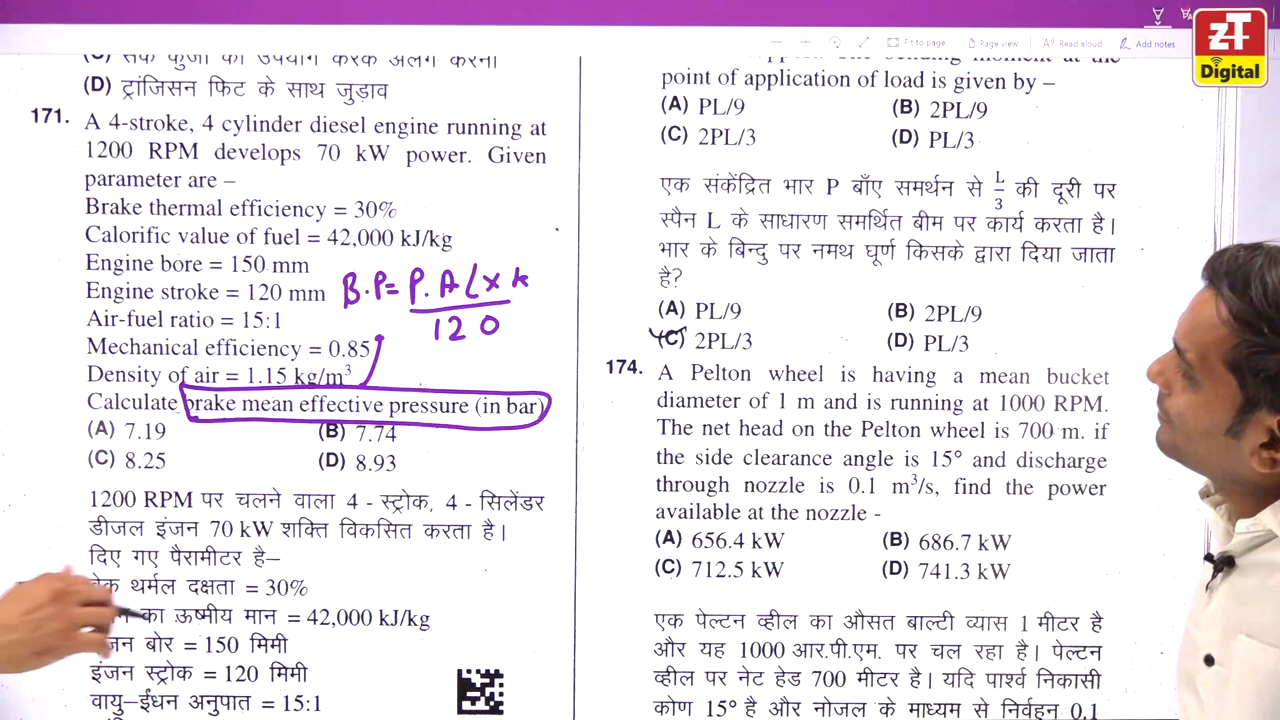 Fit to page
Page view
Read aloud
Add notes
ZT
Digital
(D) ट्रांजिसन फिट के साथ जुड़ाव
171. A 4-stroke, 4 cylinder diesel engine running at
1200 RPM develops 70 kW power. Given
parameter are –
Brake thermal efficiency = 30%
Calorific value of fuel = 42,000 kJ/kg
Engine bore = 150 mm
Engine stroke = 120 mm
Air-fuel ratio = 15:1
Mechanical efficiency = 0.85
Density of air = 1.15 kg/m³
Calculate brake mean effective pressure (in bar)
(A) 7.19 (B) 7.74
(C) 8.25 (D) 8.93
B.P = P.A L x k
120
1200 RPM पर चलने वाला 4 - स्ट्रोक, 4 - सिलेंडर
डीजल इंजन 70 kW शक्ति विकसित करता है।
दिए गए पैरामीटर है–
थर्मल दक्षता = 30%
का ऊष्मीय मान = 42,000 kJ/kg
बोर = 150 मिमी
इंजन स्ट्रोक = 120 मिमी
वायु-ईंधन अनुपात = 15:1
point of application of load is given by –
(A) PL/9 (B) 2PL/9
(C) 2PL/3 (D) PL/3
एक संकेंद्रित भार P बाँए समर्थन से L/3 की दूरी पर
स्पैन L के साधारण समर्थित बीम पर कार्य करता है।
भार के बिन्दु पर नमथ घूर्ण किसके द्वारा दिया जाता
है?
(A) PL/9 (B) 2PL/9
(C) 2PL/3 (D) PL/3
174. A Pelton wheel is having a mean bucket
diameter of 1 m and is running at 1000 RPM.
The net head on the Pelton wheel is 700 m. if
the side clearance angle is 15° and discharge
through nozzle is 0.1 m³/s, find the power
available at the nozzle -
(A) 656.4 kW (B) 686.7 kW
(C) 712.5 kW (D) 741.3 kW
एक पेल्टन व्हील का औसत बाल्टी व्यास 1 मीटर है
और यह 1000 आर.पी.एम. पर चल रहा है। पेल्टन
व्हील पर नेट हेड 700 मीटर है। यदि पार्श्व निकासी
कोण 15° है और नोजल के माध्यम से निर्वहन 0.1